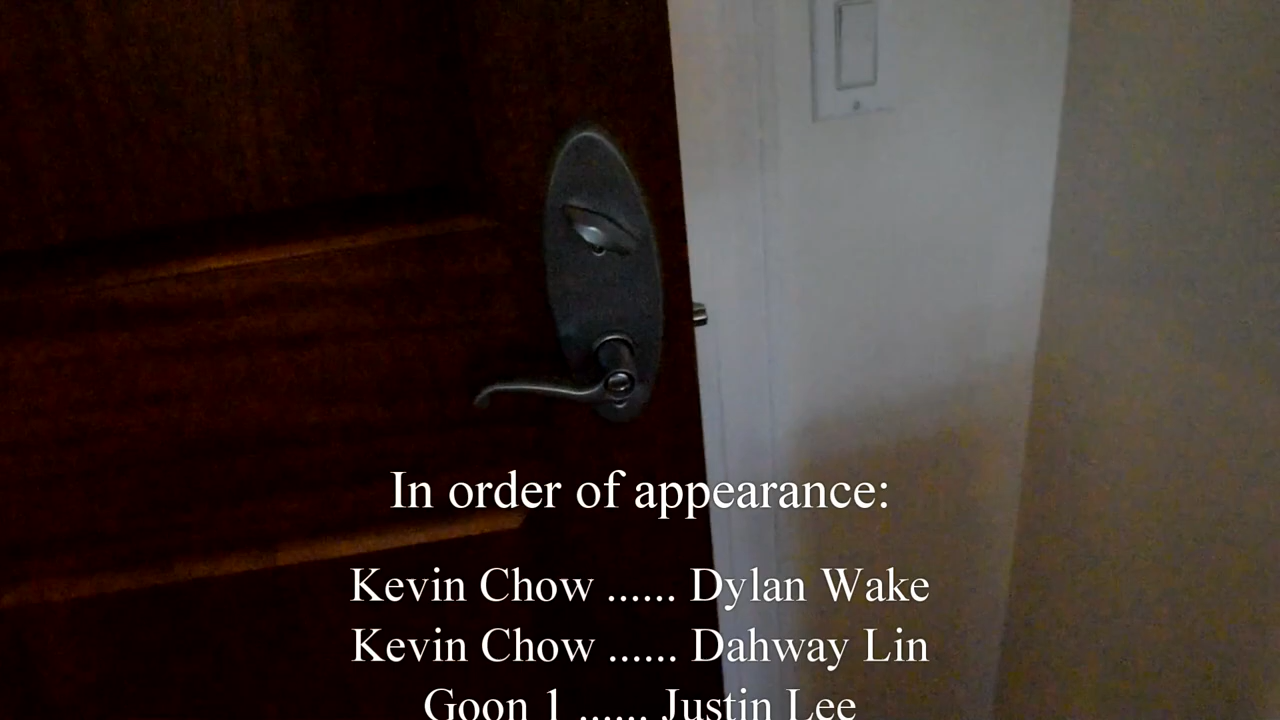 In order of appearance:
Kevin Chow ...... Dylan Wake
Kevin Chow ...... Dahway Lin
Goon 1 ...... Justin Lee